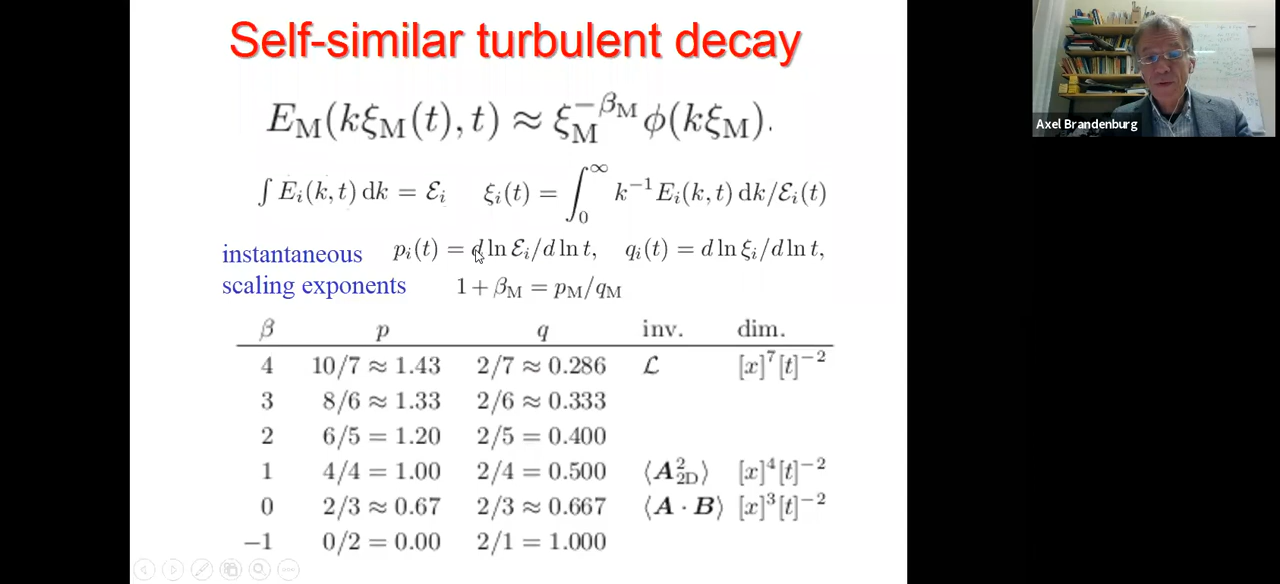 Self-similar turbulent decay
E_M(kξ_M(t), t) ≈ ξ_M^{−β_M} ϕ(kξ_M).
∫ E_i(k, t) dk = ℰ_i    ξ_i(t) = ∫_0^∞ k^{−1} E_i(k, t) dk/ℰ_i(t)
instantaneous p_i(t) = d ln ℰ_i/d ln t, q_i(t) = d ln ξ_i/d ln t,
scaling exponents 1 + β_M = p_M/q_M
β p q inv. dim.
4 10/7 ≈ 1.43 2/7 ≈ 0.286 ℒ [x]^7[t]^{−2}
3 8/6 ≈ 1.33 2/6 ≈ 0.333
2 6/5 = 1.20 2/5 = 0.400
1 4/4 = 1.00 2/4 = 0.500 ⟨A_{2D}^2⟩ [x]^4[t]^{−2}
0 2/3 ≈ 0.67 2/3 ≈ 0.667 ⟨A · B⟩ [x]^3[t]^{−2}
−1 0/2 = 0.00 2/1 = 1.000
Axel Brandenburg